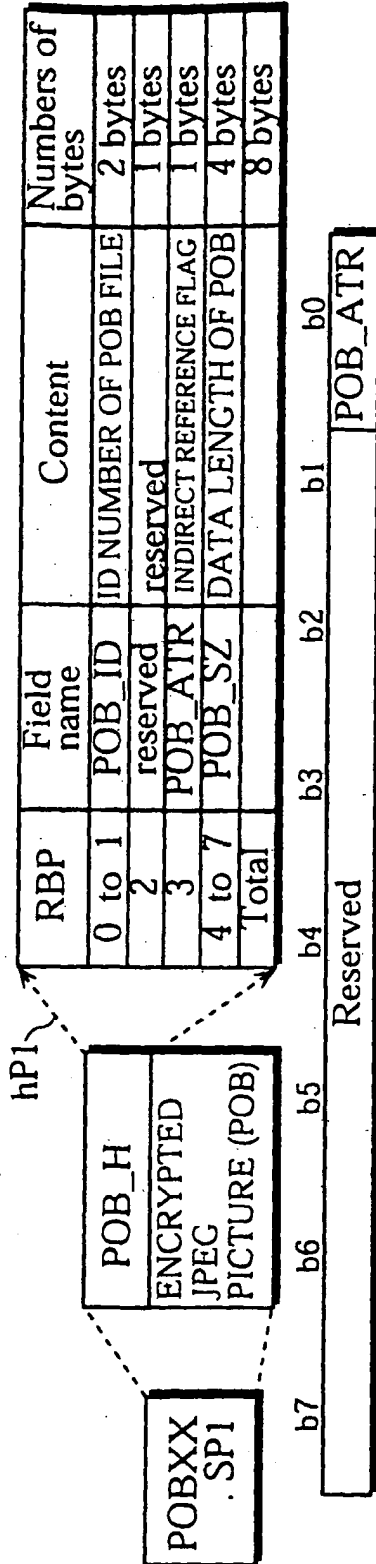 POBXX
.SP1
hP1
POB_H
ENCRYPTED
JPEG
PICTURE (POB)
RBP Field name Content Numbers of bytes
0 to 1 POB_ID ID NUMBER OF POB FILE 2 bytes
2 reserved reserved 1 bytes
3 POB_ATR INDIRECT REFERENCE FLAG 1 bytes
4 to 7 POB_SZ DATA LENGTH OF POB 4 bytes
Total 8 bytes
b7 b6 b5 b4 b3 b2 b1 b0
Reserved POB_ATR